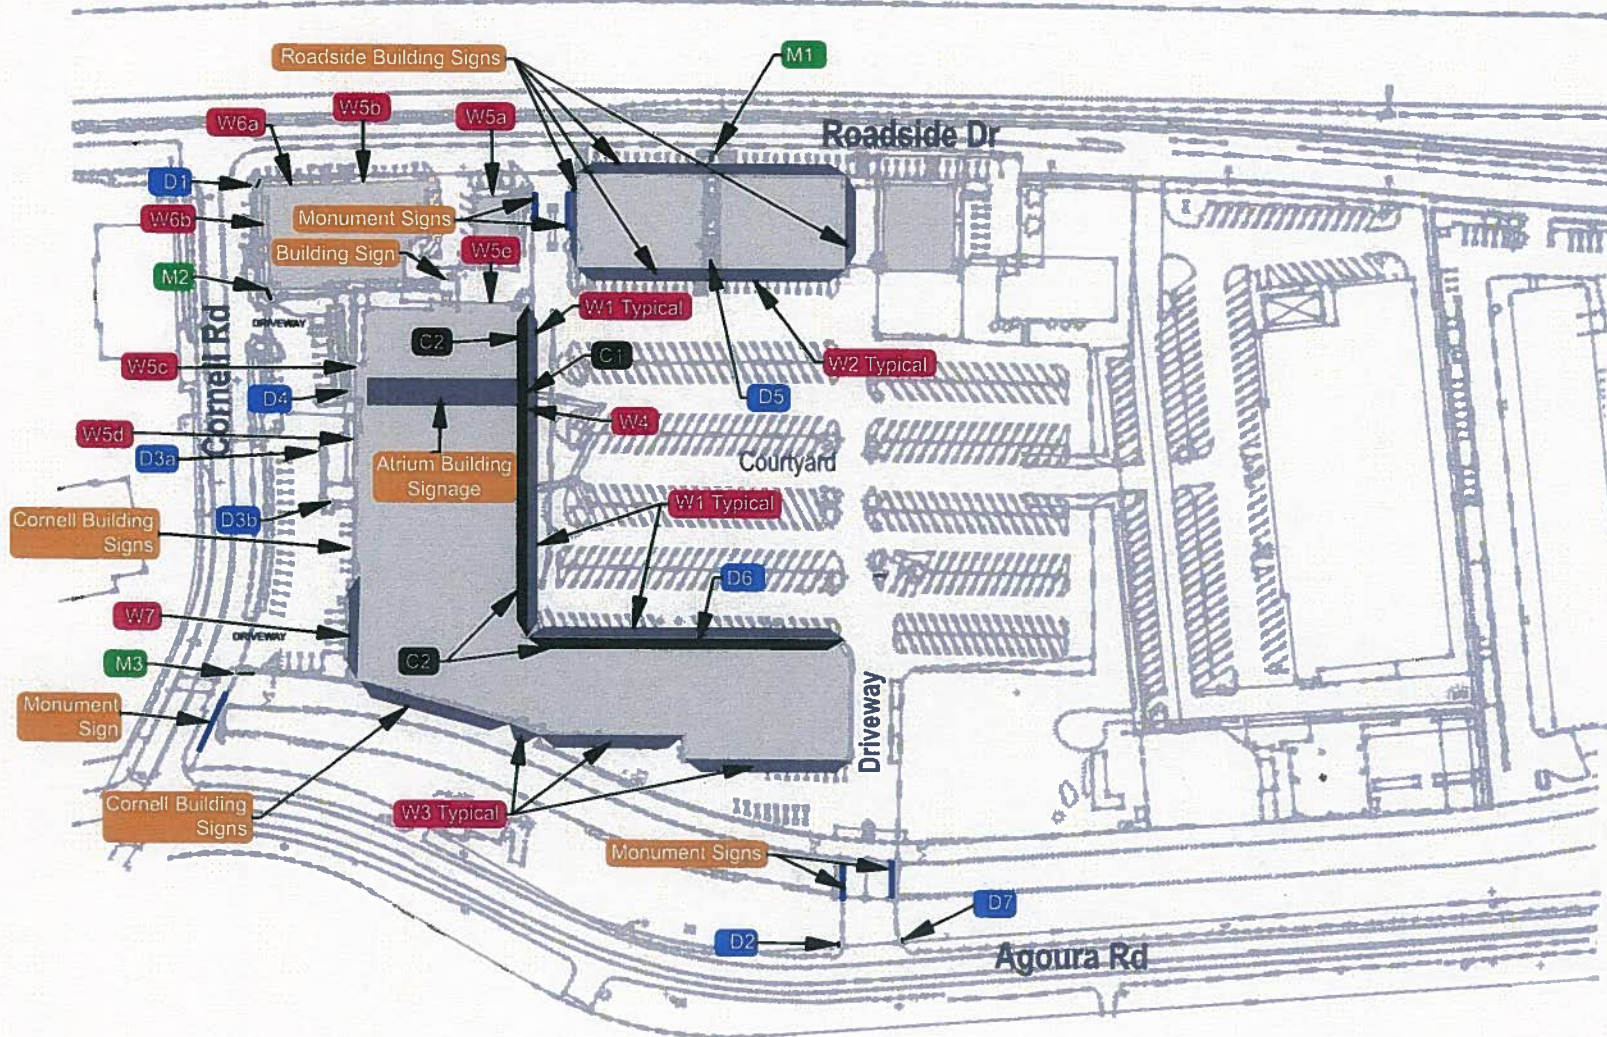 Roadside Building Signs
M1
W5b
W5a
W6a
Roadside Dr
D1
W6b
Monument Signs
Building Sign
W5e
M2
W1 Typical
DRIVEWAY
C2
C1
W5c
W2 Typical
Cornell Rd
D4
D5
W4
W5d
D3a
Atrium Building
Signage
Courtyard
W1 Typical
Cornell Building
Signs
D3b
D6
W7
DRIVEWAY
M3
C2
Monument
Sign
Driveway
Cornell Building
Signs
W3 Typical
Monument Signs
D7
D2
Agoura Rd